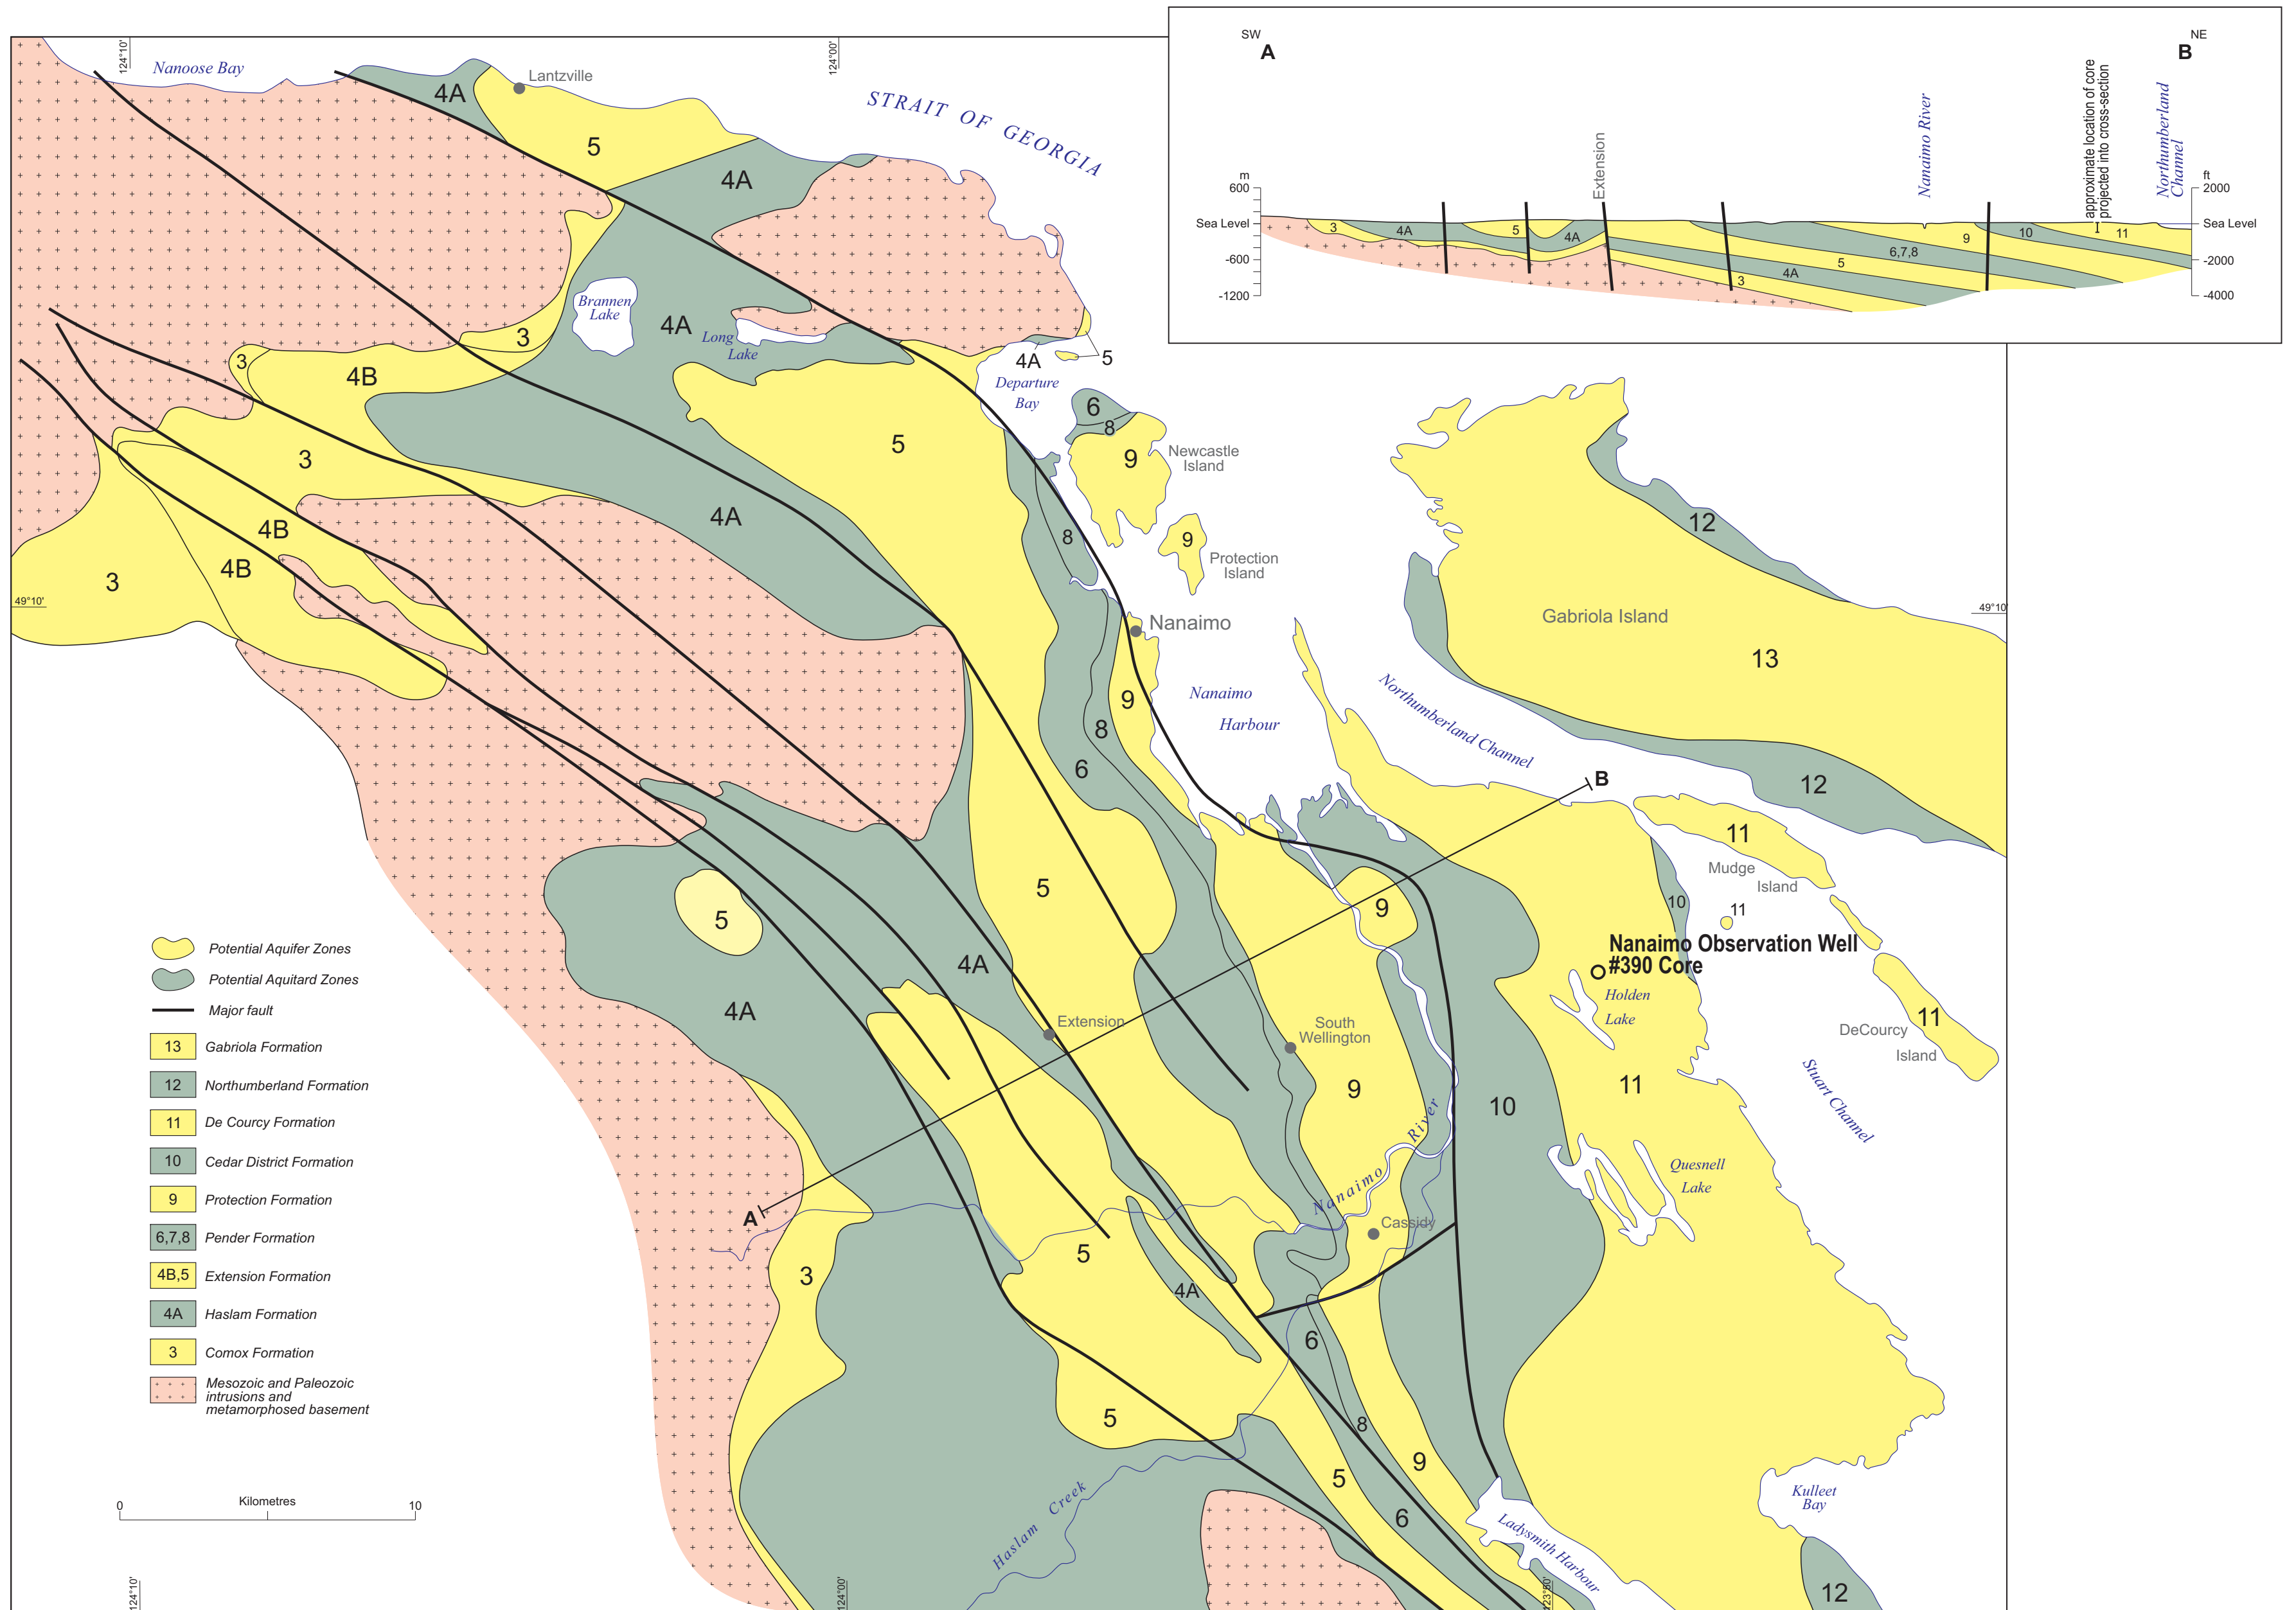 SW
A
NE
B
Nanaimo River
approximate location of core
projected into cross-section
Northumberland
Channel
Extension
m
600
Sea Level
-600
-1200
ft
2000
Sea Level
-2000
-4000
3
4A
5
4A
3
4A
5
6,7,8
9
10
11
124°10'
124°00'
Nanoose Bay
Lantzville
STRAIT OF GEORGIA
4A
5
4A
Brannen
Lake
4A
Long
Lake
3
3
4B
4A
5
Departure
Bay
6
8
9
Newcastle
Island
5
3
4A
4B
4B
3
8
9
Protection
Island
12
49°10'
49°10'
Nanaimo
Gabriola Island
13
Nanaimo
Harbour
Northumberland Channel
9
8
6
B
12
11
Mudge
Island
5
5
9
10
11
Nanaimo Observation Well
#390 Core
Holden
Lake
4A
4A
Extension
South
Wellington
11
DeCourcy
Island
9
10
11
Stuart Channel
Nanaimo River
Quesnell
Lake
A
Cassidy
3
5
4A
6
5
8
9
5
6
Haslam Creek
Ladysmith Harbour
Kulleet
Bay
12
Potential Aquifer Zones
Potential Aquitard Zones
Major fault
13 Gabriola Formation
12 Northumberland Formation
11 De Courcy Formation
10 Cedar District Formation
9 Protection Formation
6,7,8 Pender Formation
4B,5 Extension Formation
4A Haslam Formation
3 Comox Formation
Mesozoic and Paleozoic
intrusions and
metamorphosed basement
0
Kilometres
10
124°10'
124°00'
123°50'